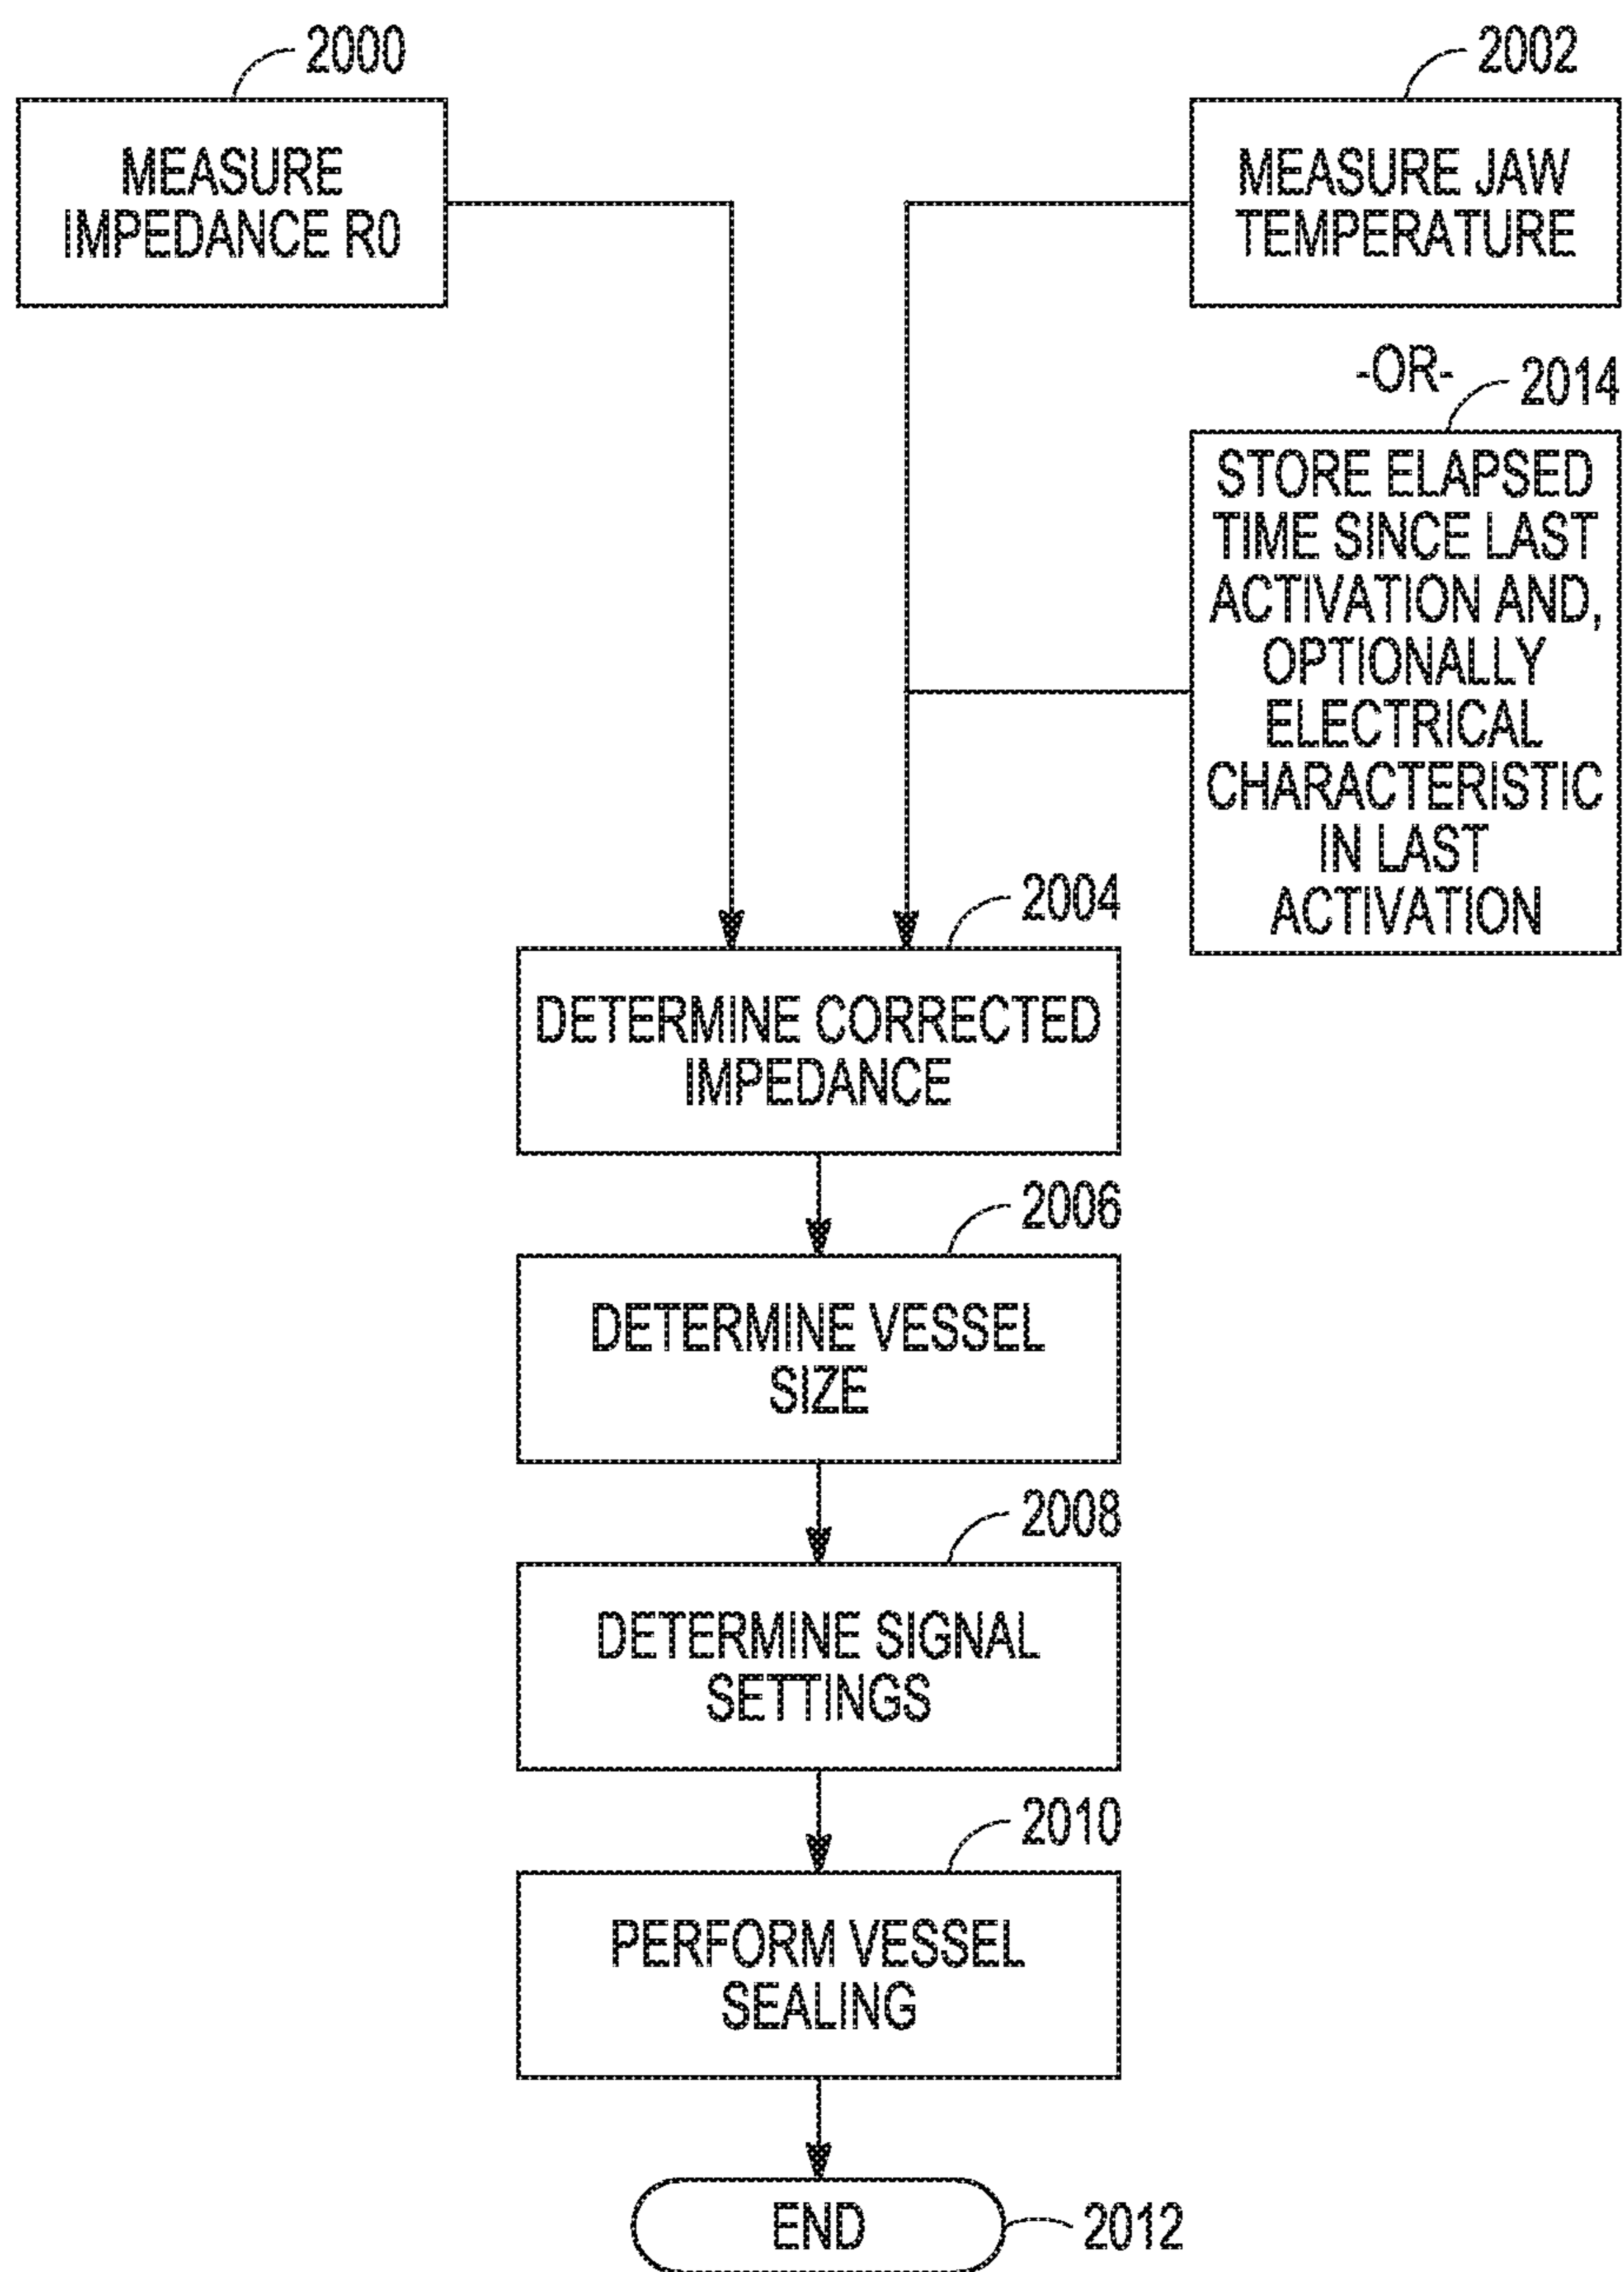 2000
MEASURE
IMPEDANCE R0
2002
MEASURE JAW
TEMPERATURE
-OR-
2014
STORE ELAPSED
TIME SINCE LAST
ACTIVATION AND,
OPTIONALLY
ELECTRICAL
CHARACTERISTIC
IN LAST
ACTIVATION
2004
DETERMINE CORRECTED
IMPEDANCE
2006
DETERMINE VESSEL
SIZE
2008
DETERMINE SIGNAL
SETTINGS
2010
PERFORM VESSEL
SEALING
END
2012